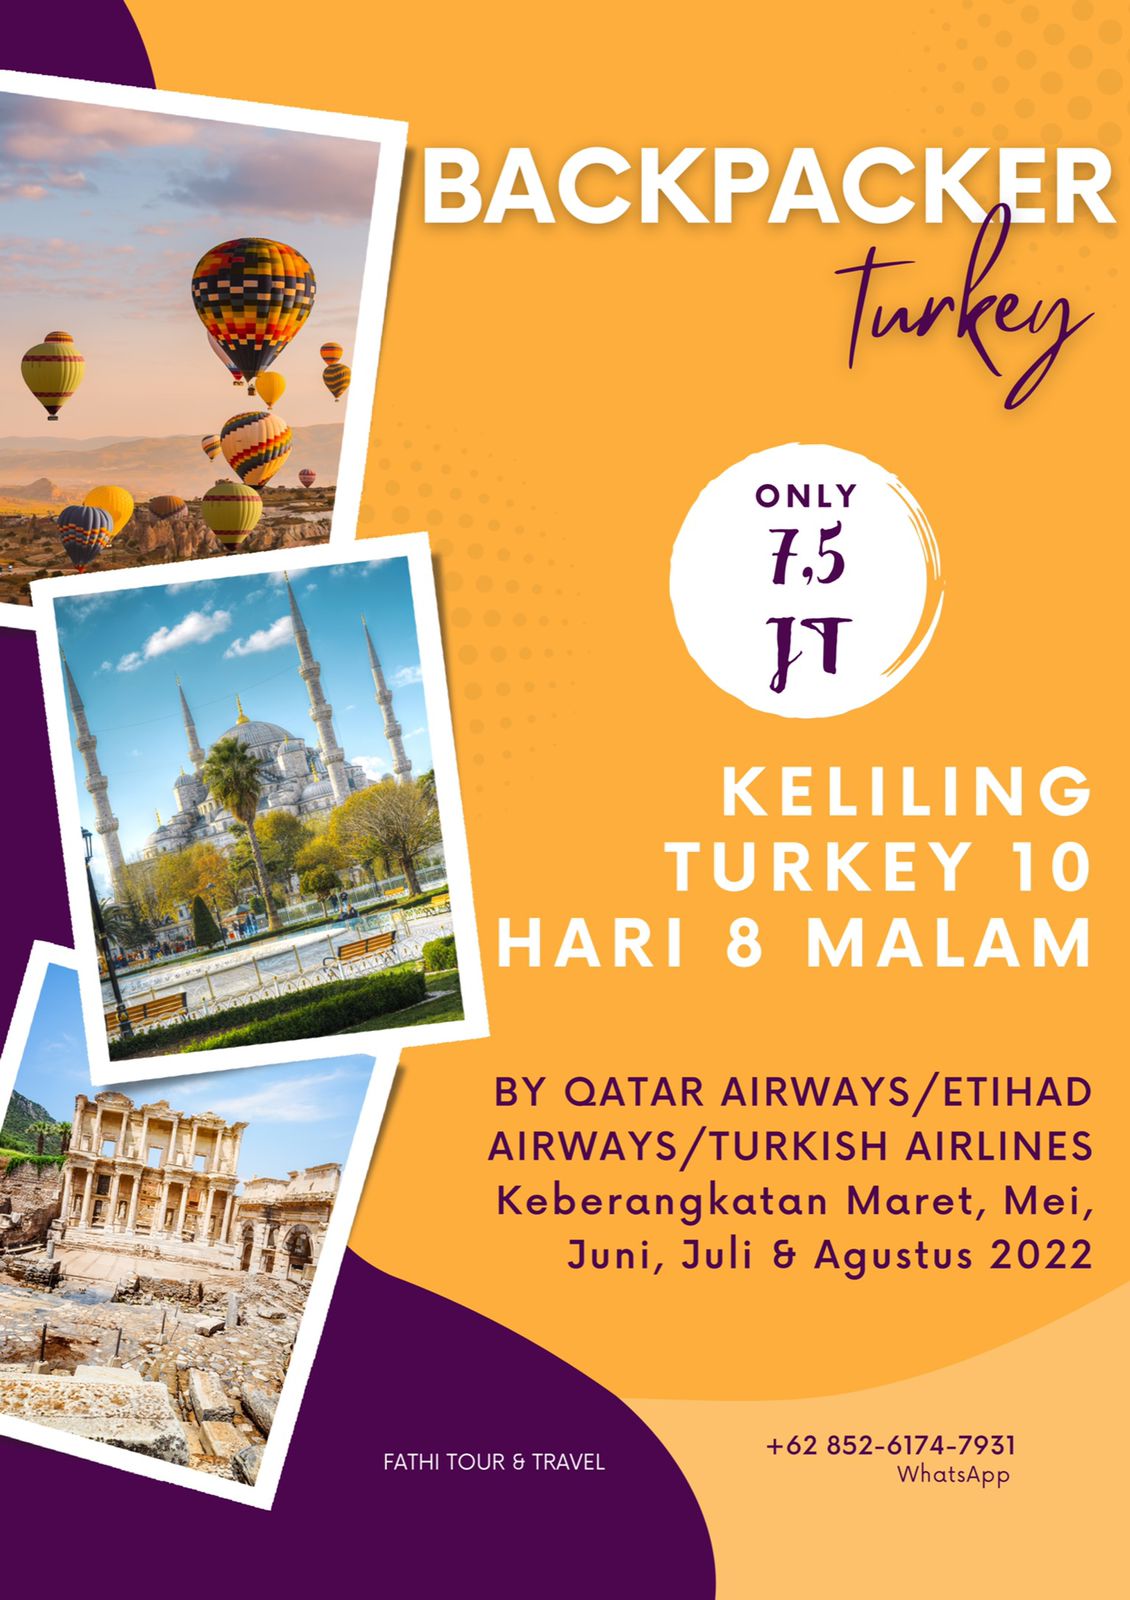 BACKPACKER
Turkey
ONLY
7,5
JT
KELILING
TURKEY 10
HARI 8 MALAM
BY QATAR AIRWAYS/ETIHAD
AIRWAYS/TURKISH AIRLINES
Keberangkatan Maret, Mei,
Juni, Juli & Agustus 2022
FATHI TOUR & TRAVEL
+62 852-6174-7931
WhatsApp